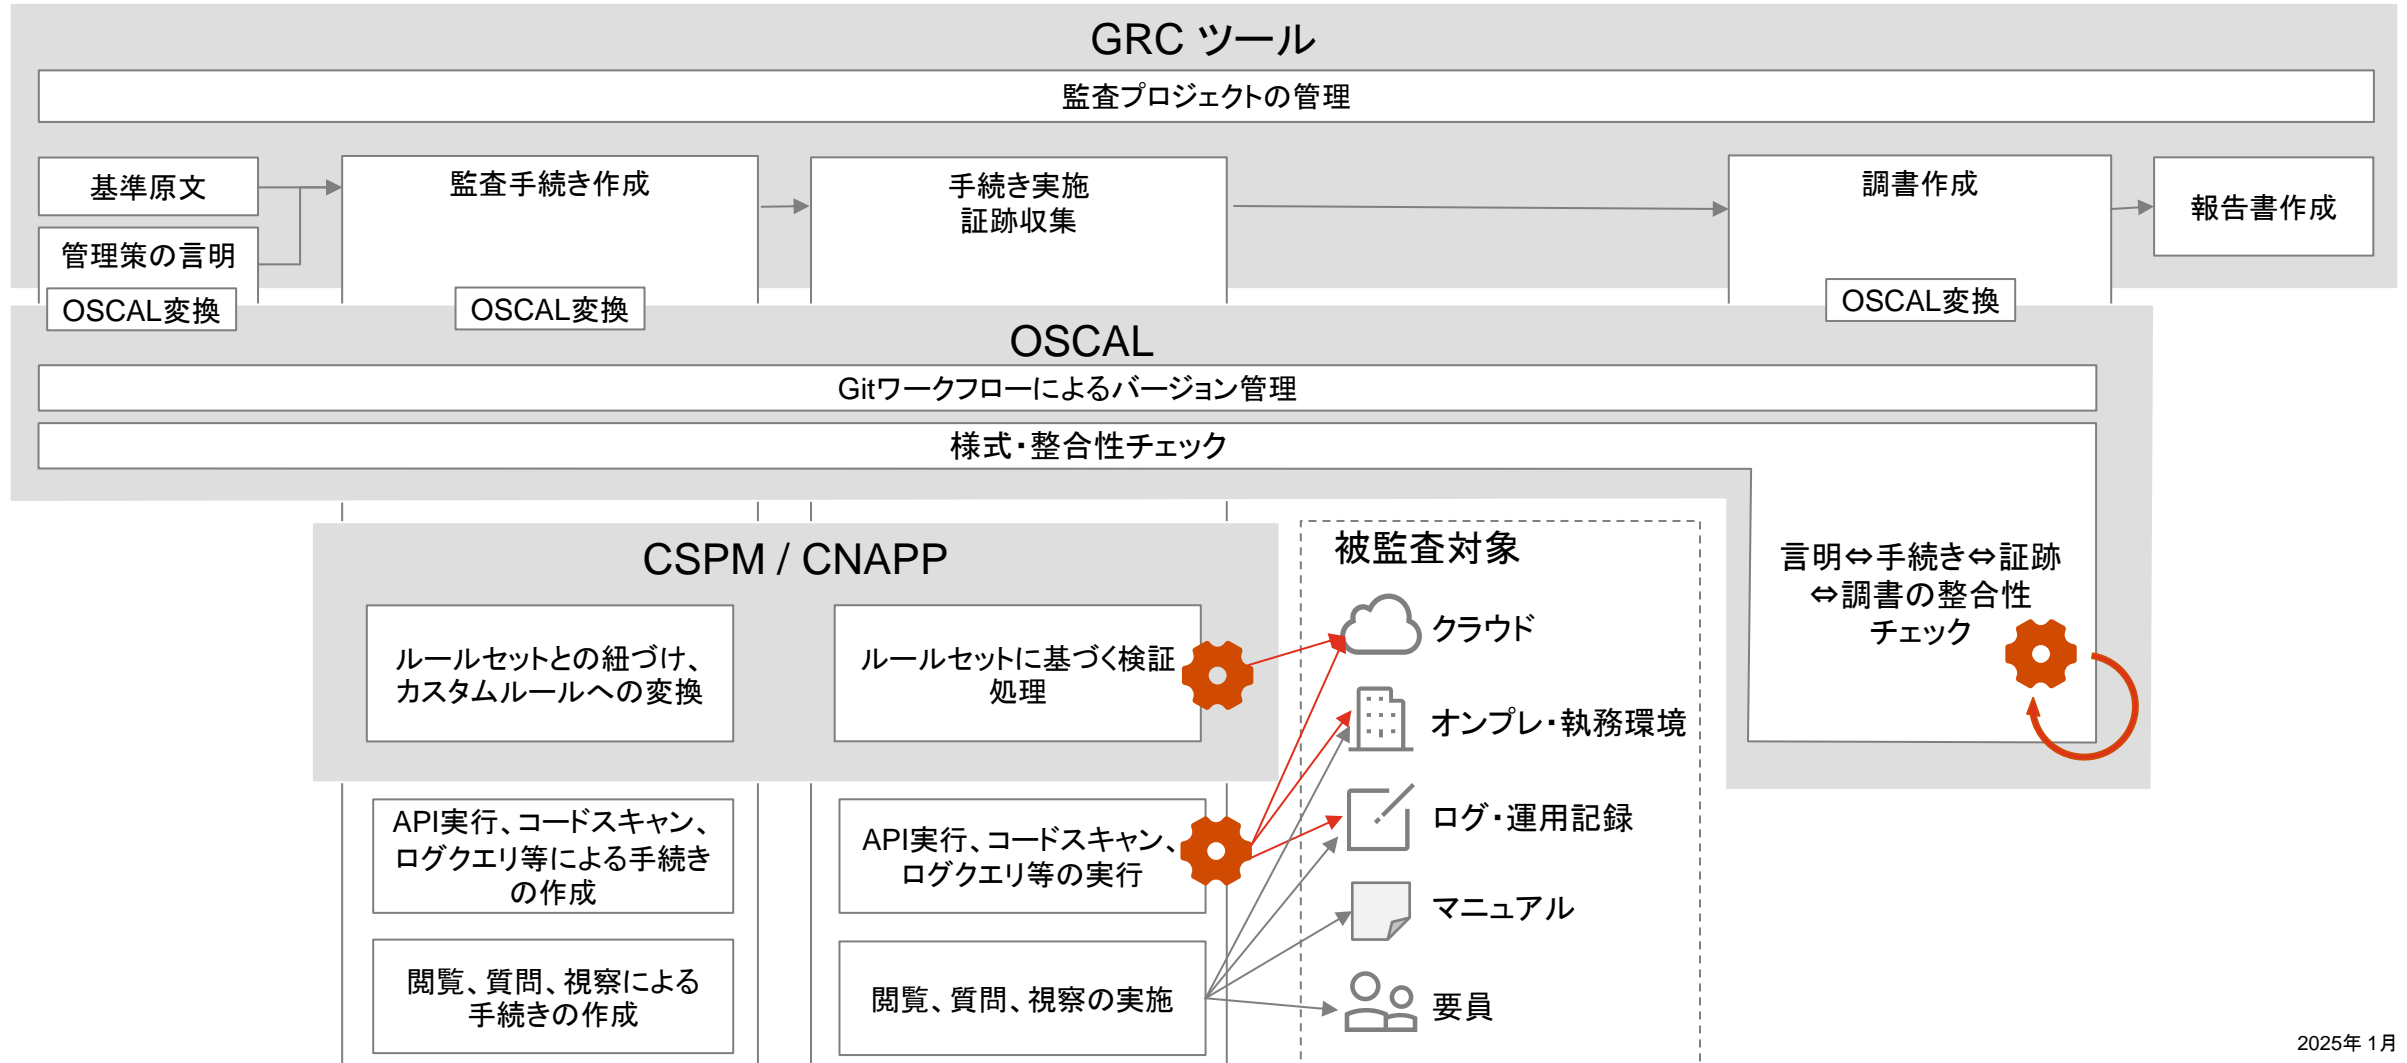 GRC ツール
監査プロジェクトの管理
基準原文
管理策の言明
OSCAL変換
監査手続き作成
OSCAL変換
手続き実施
証跡収集
調書作成
OSCAL変換
報告書作成
OSCAL
Gitワークフローによるバージョン管理
様式・整合性チェック
言明⇔手続き⇔証跡
⇔調書の整合性
チェック
CSPM / CNAPP
ルールセットとの紐づけ、
カスタムルールへの変換
ルールセットに基づく検証
処理
API実行、コードスキャン、
ログクエリ等による手続き
の作成
API実行、コードスキャン、
ログクエリ等の実行
閲覧、質問、視察による
手続きの作成
閲覧、質問、視察の実施
被監査対象
クラウド
オンプレ・執務環境
ログ・運用記録
マニュアル
要員
2025年 1月